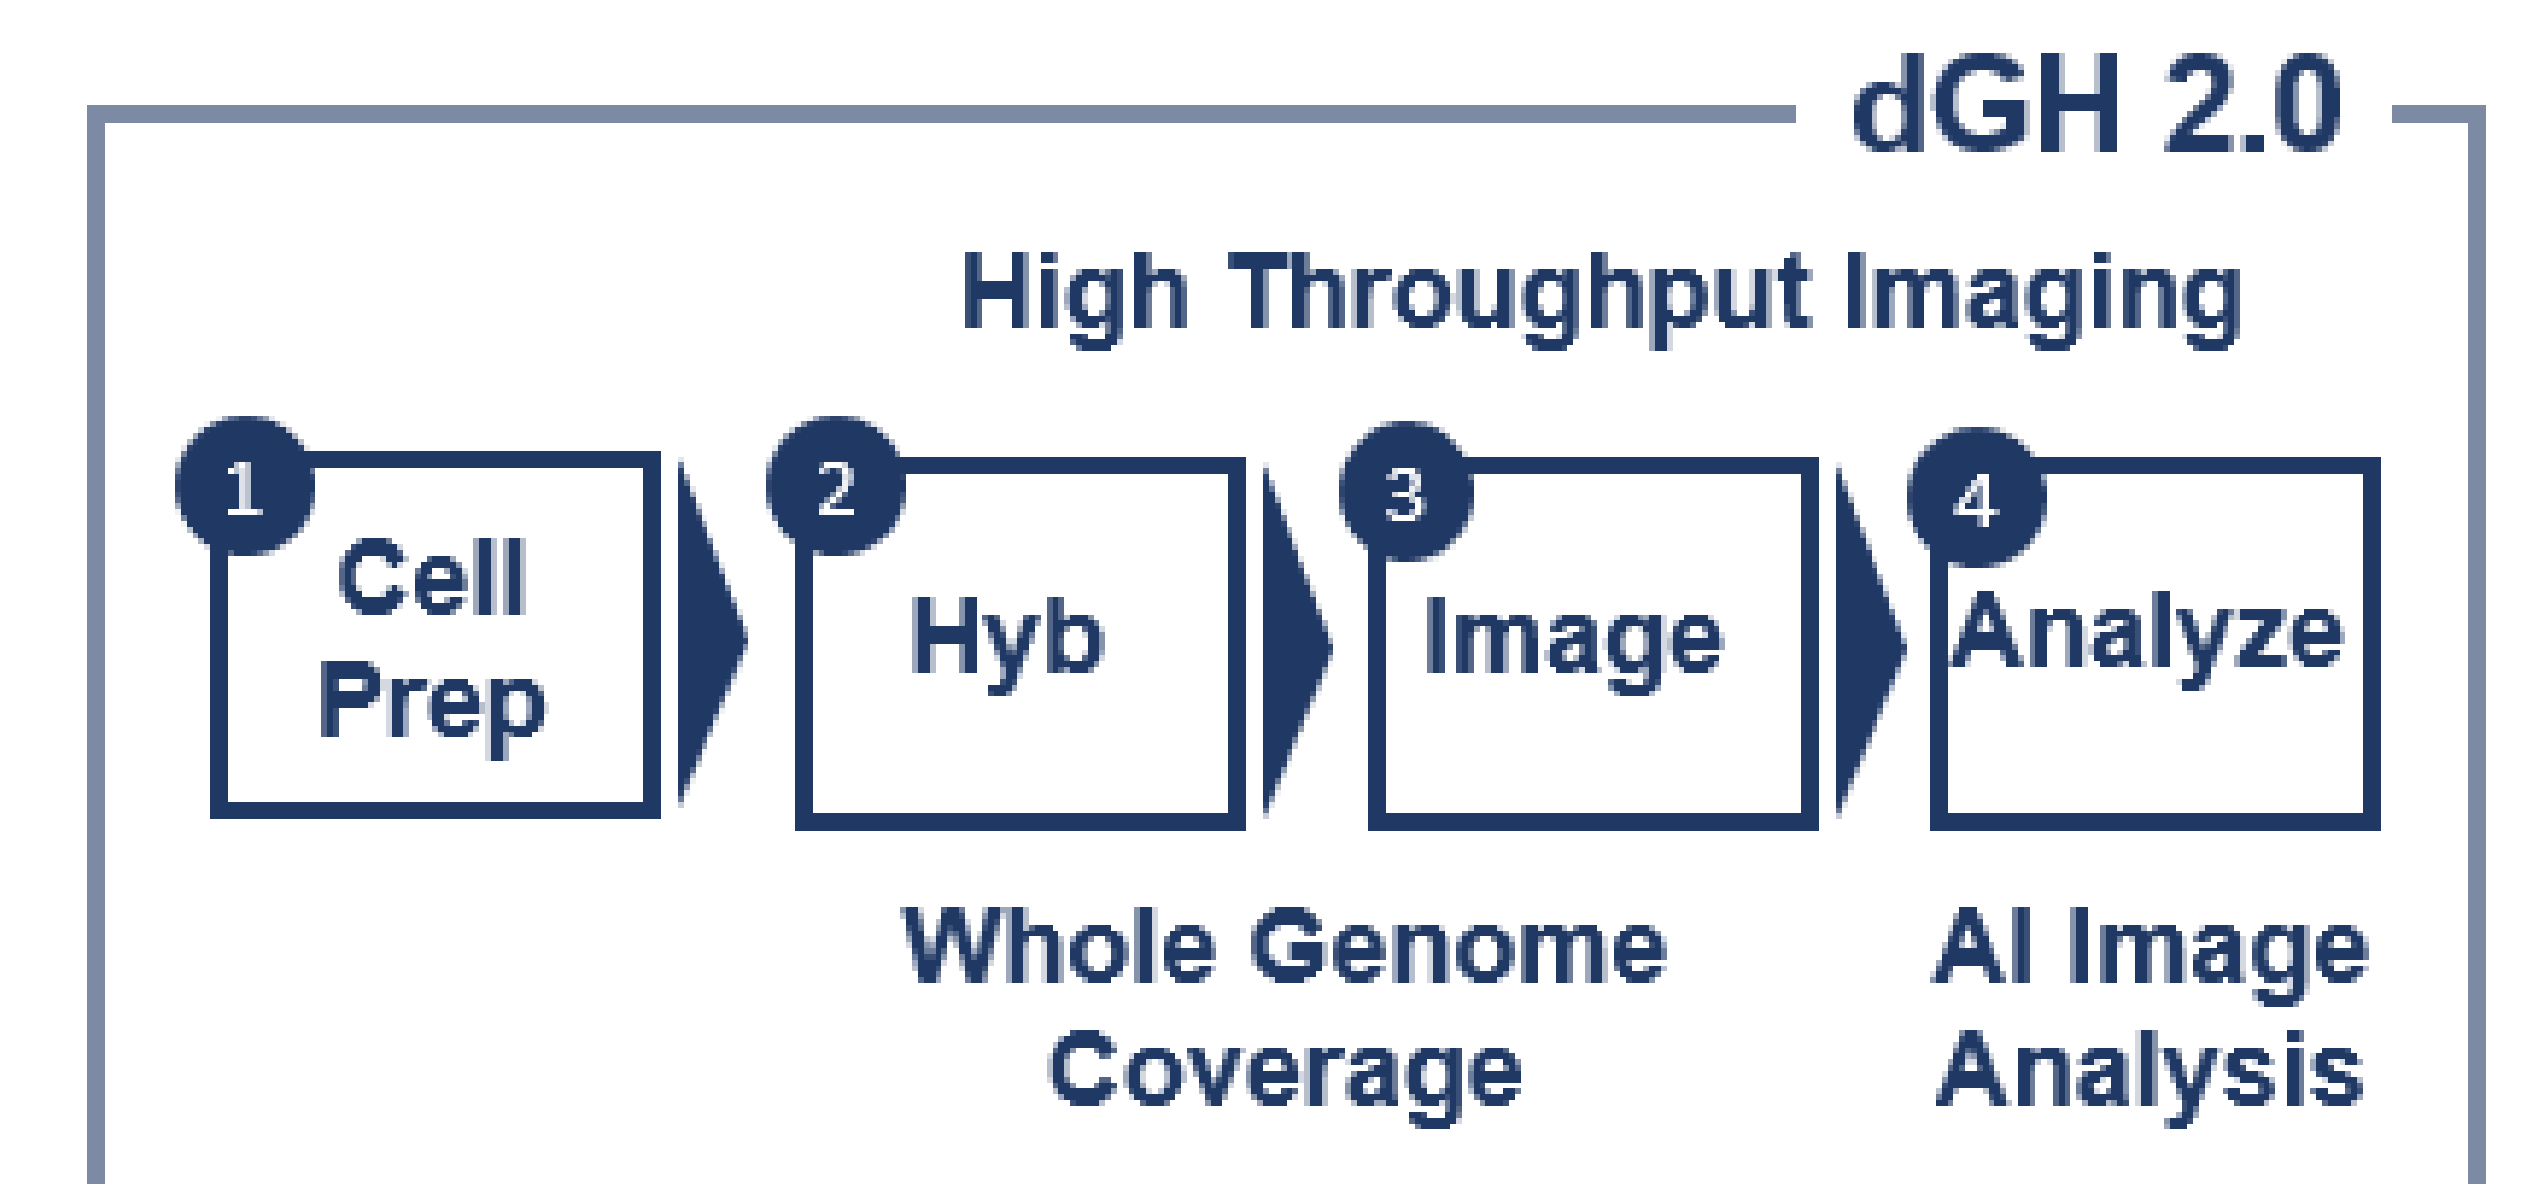 dGH 2.0
High Throughput Imaging
1
Cell
Prep
2
Hyb
3
Image
4
Analyze
Whole Genome
Coverage
AI Image
Analysis